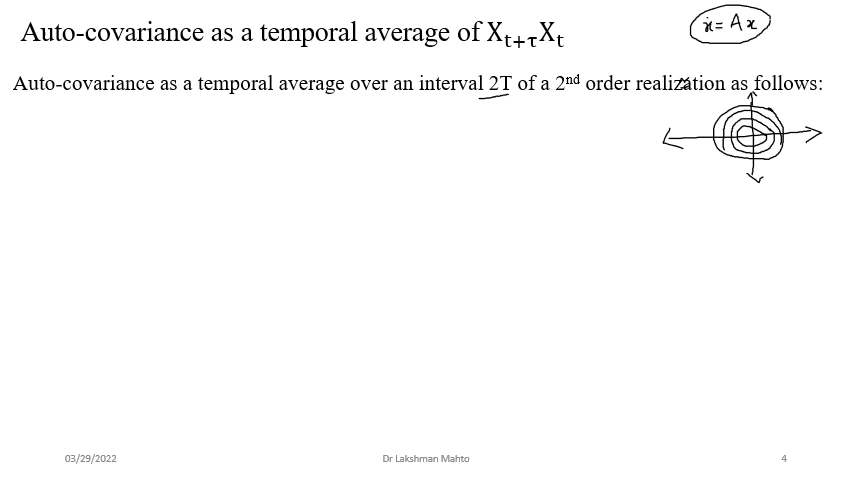 Auto-covariance as a temporal average of Xₜ₊τXₜ
ẋ = Ax
Auto-covariance as a temporal average over an interval 2T of a 2ⁿᵈ order realization as follows:
03/29/2022
Dr Lakshman Mahto
4